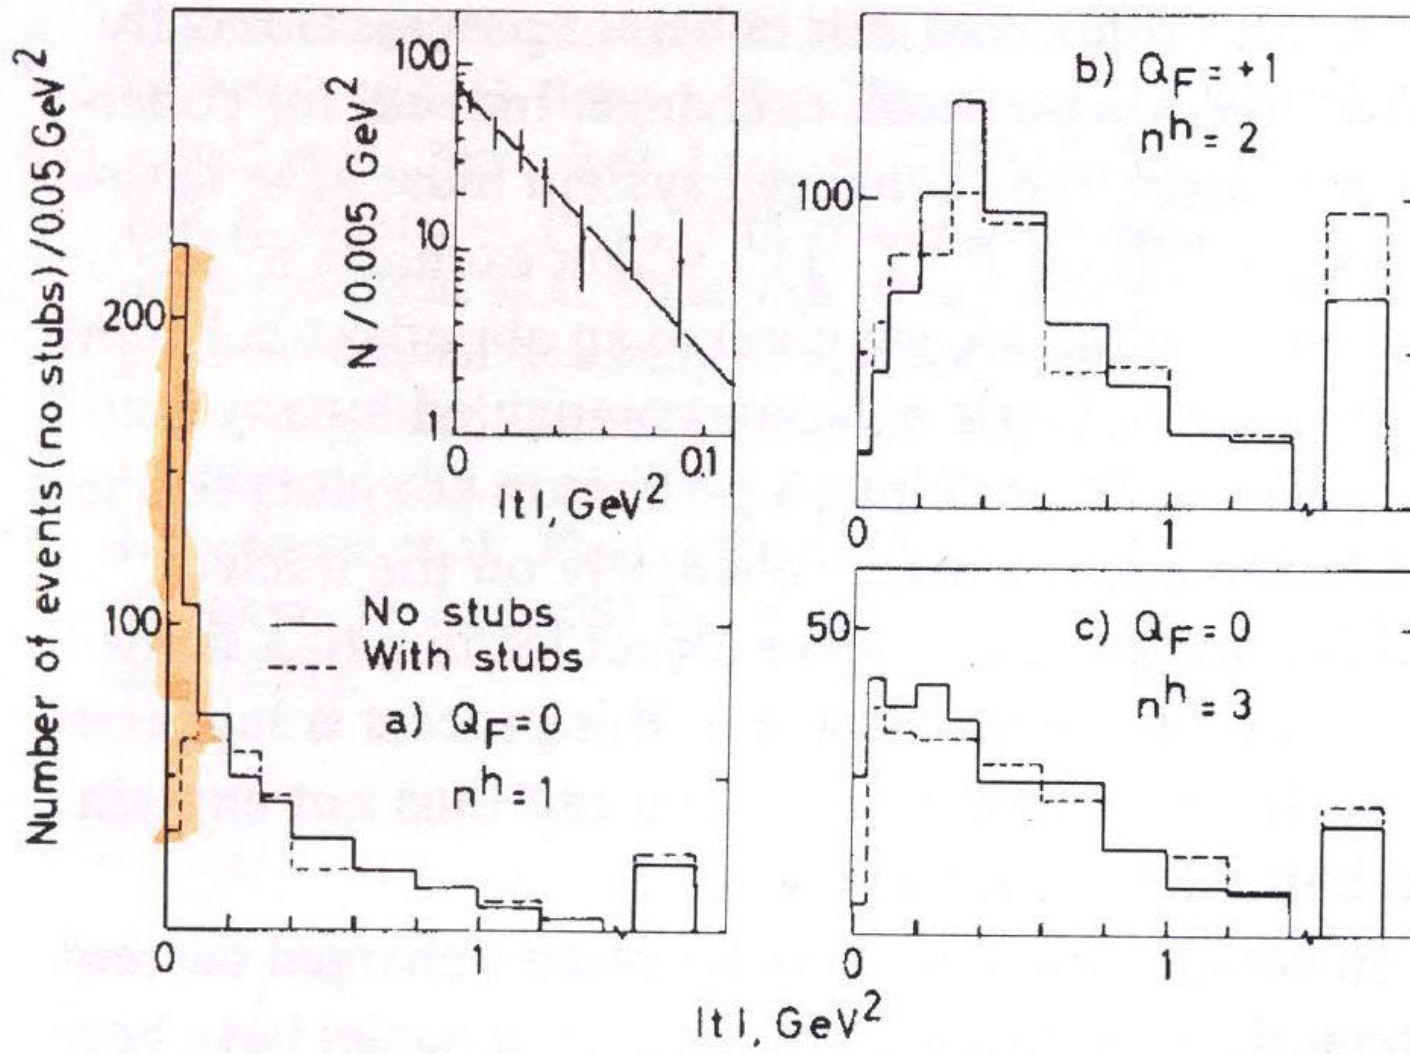 Number of events (no stubs)/0.05 GeV²
200
100
0
1
N/0.005 GeV²
100
10
1
0
0.1
|t|, GeV²
No stubs
With stubs
a) Q_F = 0
n^h = 1
b) Q_F = +1
n^h = 2
100
0
1
c) Q_F = 0
n^h = 3
50
0
1
|t|, GeV²